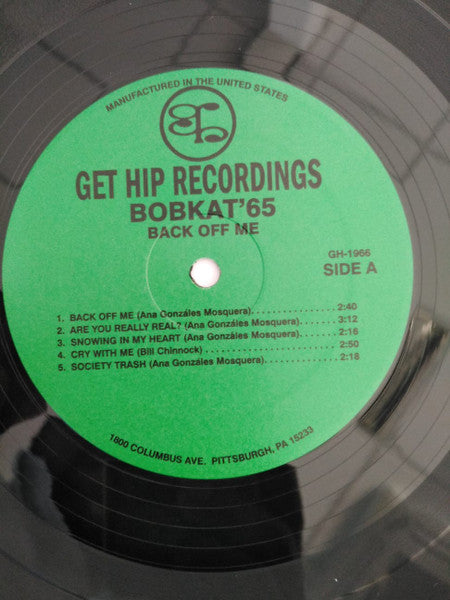 MANUFACTURED IN THE UNITED STATES
gh
GET HIP RECORDINGS
BOBKAT'65
BACK OFF ME
GH-1966
SIDE A
1. BACK OFF ME (Ana Gonzáles Mosquera)........................2:40
2. ARE YOU REALLY REAL? (Ana Gonzáles Mosquera)........3:12
3. SNOWING IN MY HEART (Ana Gonzáles Mosquera)..........2:16
4. CRY WITH ME (Bill Chinnock)....................................2:50
5. SOCIETY TRASH (Ana Gonzáles Mosquera)...................2:18
1800 COLUMBUS AVE. PITTSBURGH, PA 15233